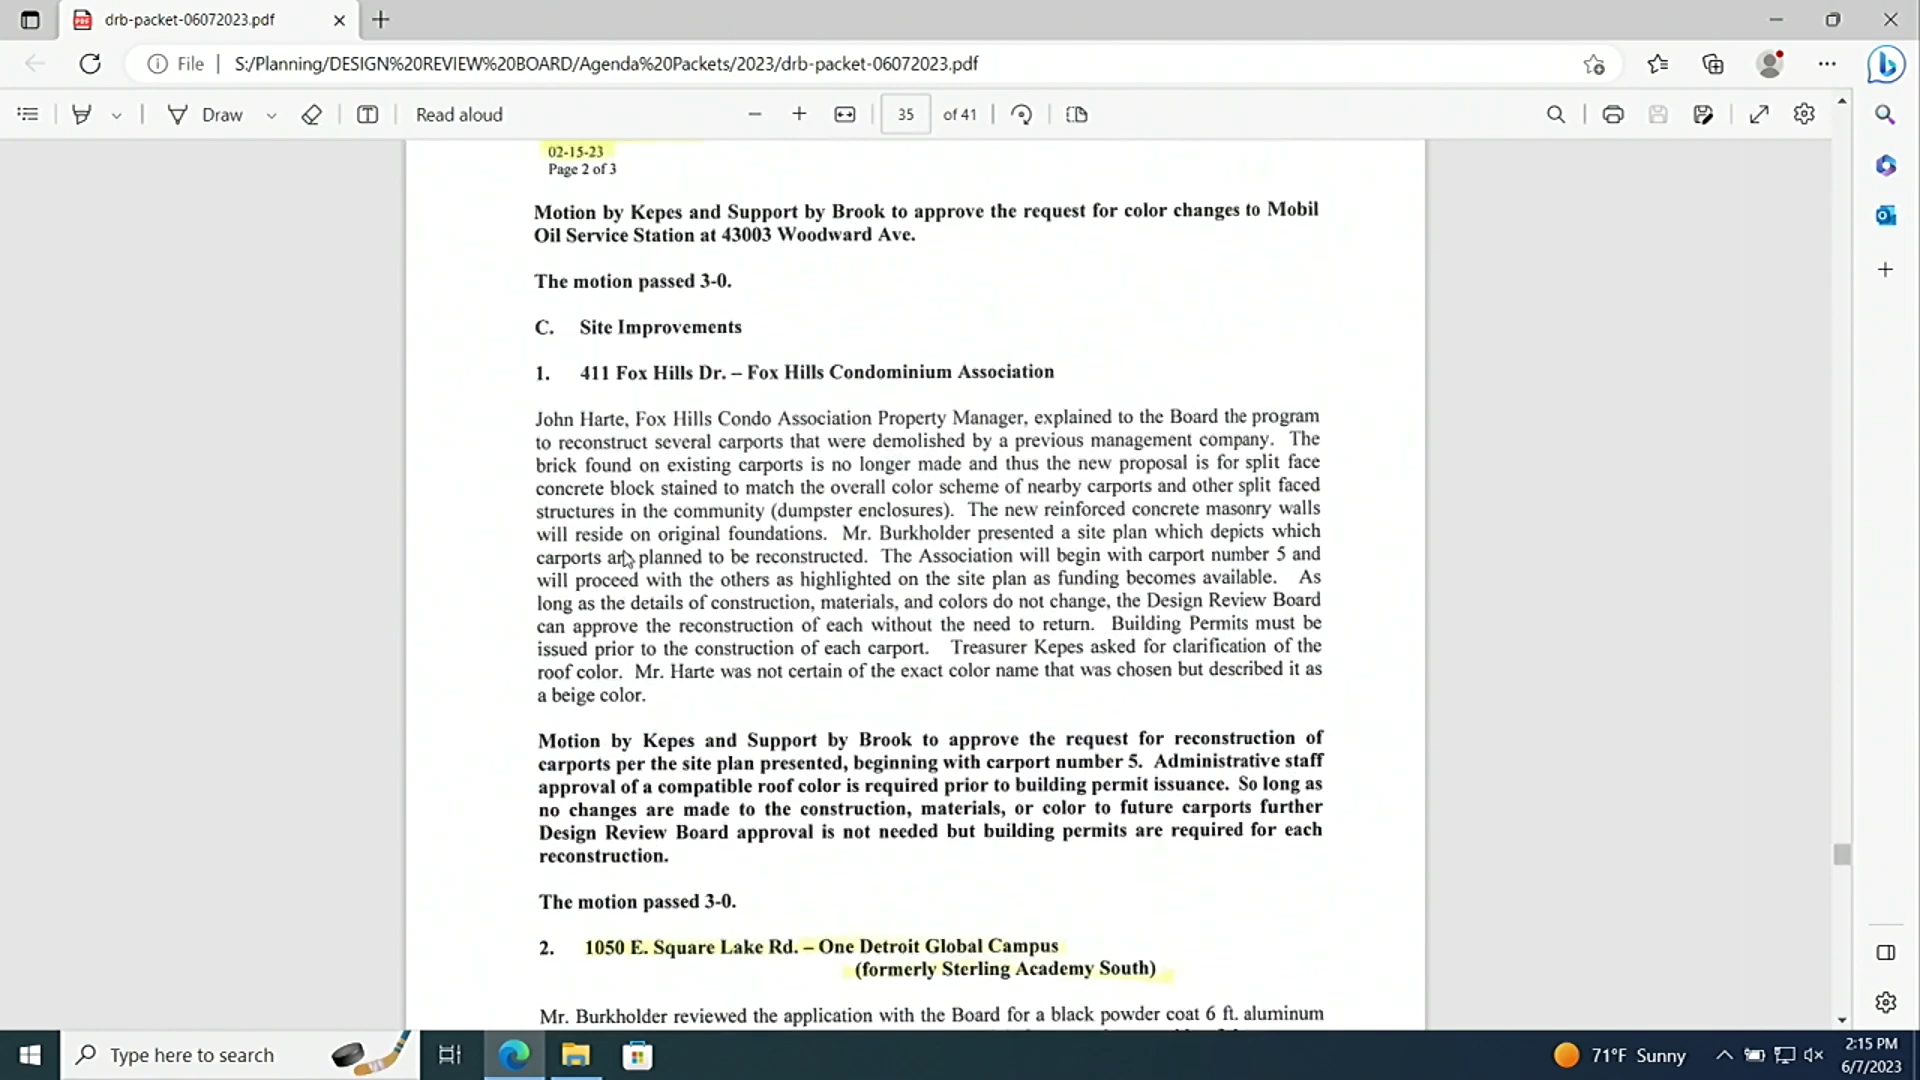 drb-packet-06072023.pdf
File
S:/Planning/DESIGN%20REVIEW%20BOARD/Agenda%20Packets/2023/drb-packet-06072023.pdf
Draw
Read aloud
35
of 41
02-15-23
Page 2 of 3
Motion by Kepes and Support by Brook to approve the request for color changes to Mobil
Oil Service Station at 43003 Woodward Ave.
The motion passed 3-0.
C. Site Improvements
1. 411 Fox Hills Dr. – Fox Hills Condominium Association
John Harte, Fox Hills Condo Association Property Manager, explained to the Board the program
to reconstruct several carports that were demolished by a previous management company. The
brick found on existing carports is no longer made and thus the new proposal is for split face
concrete block stained to match the overall color scheme of nearby carports and other split faced
structures in the community (dumpster enclosures). The new reinforced concrete masonry walls
will reside on original foundations. Mr. Burkholder presented a site plan which depicts which
carports are planned to be reconstructed. The Association will begin with carport number 5 and
will proceed with the others as highlighted on the site plan as funding becomes available. As
long as the details of construction, materials, and colors do not change, the Design Review Board
can approve the reconstruction of each without the need to return. Building Permits must be
issued prior to the construction of each carport. Treasurer Kepes asked for clarification of the
roof color. Mr. Harte was not certain of the exact color name that was chosen but described it as
a beige color.
Motion by Kepes and Support by Brook to approve the request for reconstruction of
carports per the site plan presented, beginning with carport number 5. Administrative staff
approval of a compatible roof color is required prior to building permit issuance. So long as
no changes are made to the construction, materials, or color to future carports further
Design Review Board approval is not needed but building permits are required for each
reconstruction.
The motion passed 3-0.
2. 1050 E. Square Lake Rd. – One Detroit Global Campus
(formerly Sterling Academy South)
Mr. Burkholder reviewed the application with the Board for a black powder coat 6 ft. aluminum
Type here to search
71°F Sunny
2:15 PM
6/7/2023